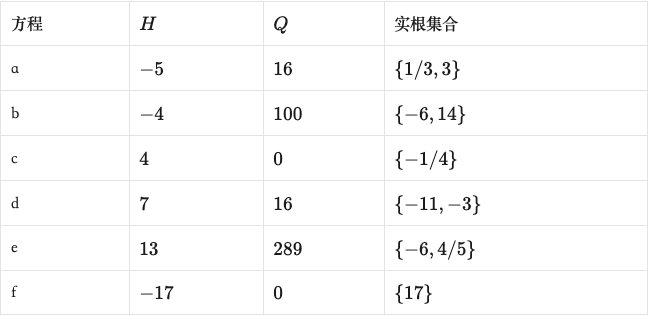 方程 H Q 实根集合
a −5 16 {1/3, 3}
b −4 100 {−6, 14}
c 4 0 {−1/4}
d 7 16 {−11, −3}
e 13 289 {−6, 4/5}
f −17 0 {17}